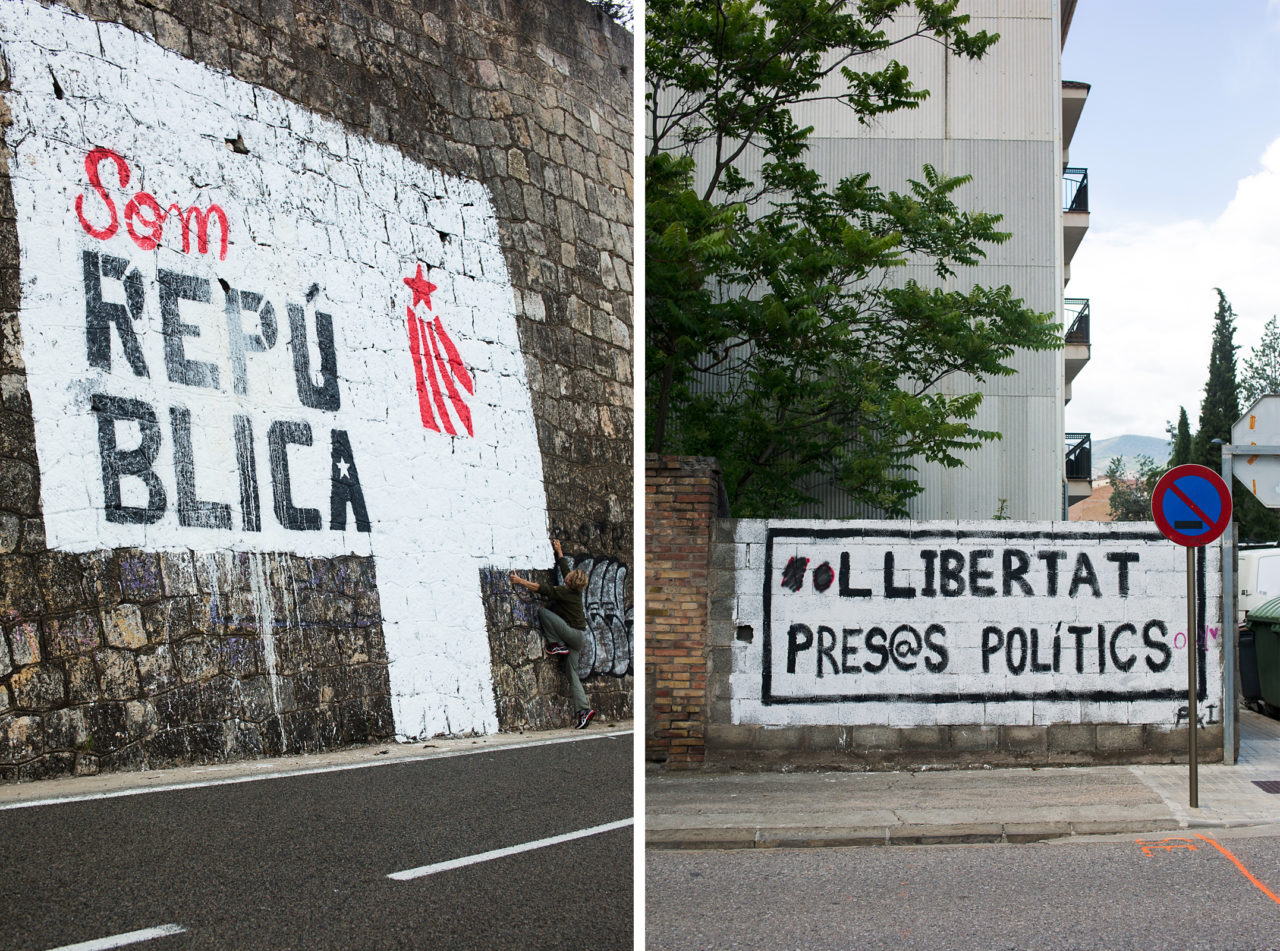 Som
REPÚ
BLICA
LLIBERTAT
PRES@S POLÍTICS